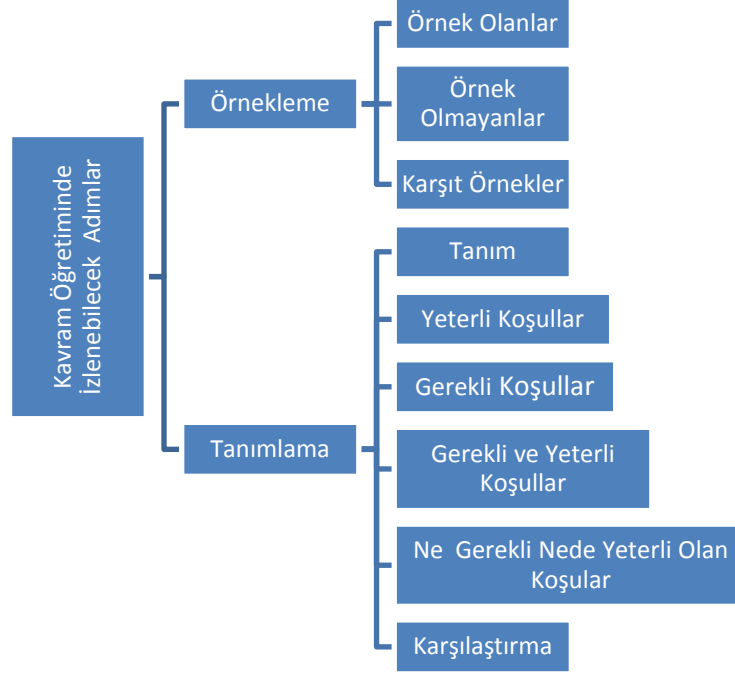 Kavram Öğretiminde
İzlenebilecek Adımlar
Örnekleme
Örnek Olanlar
Örnek
Olmayanlar
Karşıt Örnekler
Tanımlama
Tanım
Yeterli Koşullar
Gerekli Koşullar
Gerekli ve Yeterli
Koşullar
Ne Gerekli Nede Yeterli Olan
Koşular
Karşılaştırma